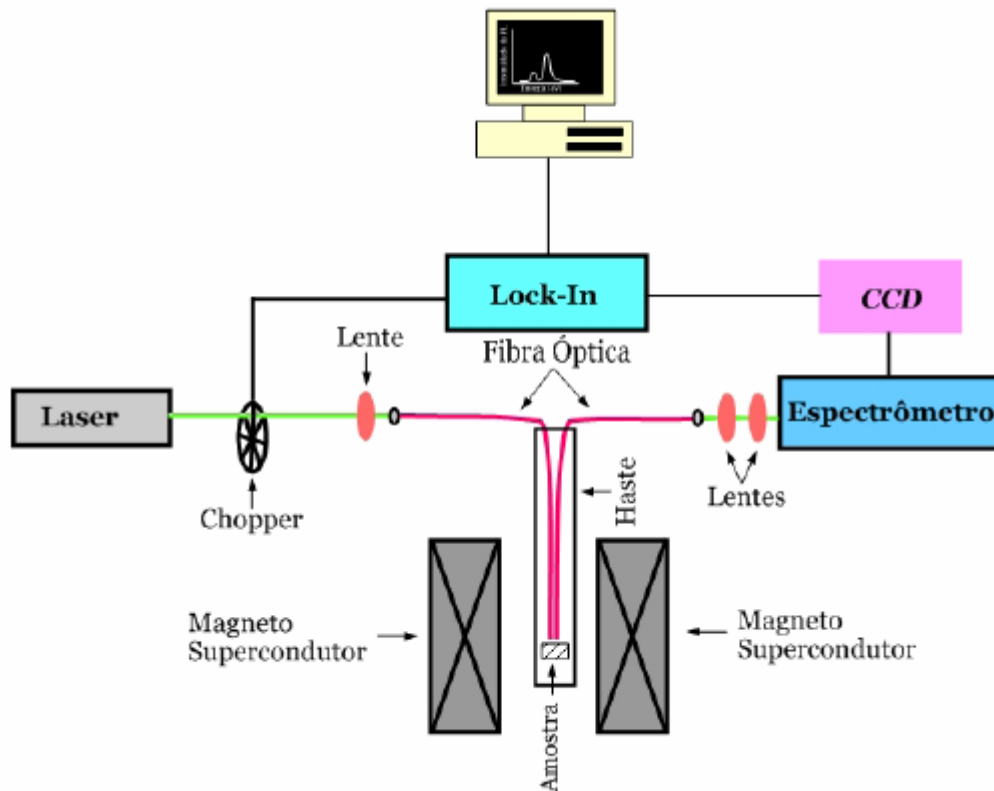 Lock-In
CCD
Lente
Fibra Óptica
Laser
Espectrômetro
Chopper
Haste
Lentes
Magneto
Supercondutor
Magneto
Supercondutor
Amostra